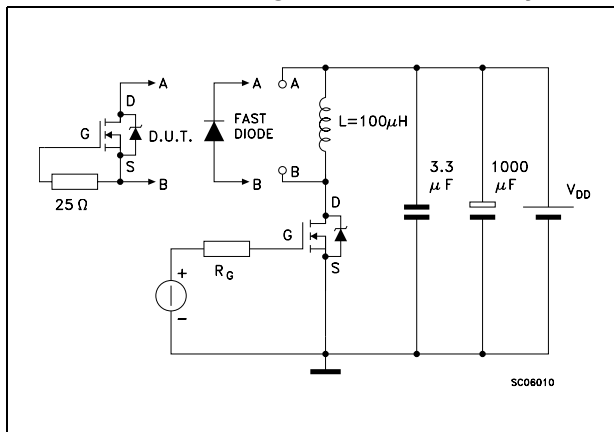 A
A
A
D
G
D.U.T.
S
B
25 Ω
FAST
DIODE
B
B
L=100μH
D
G
S
R_G
+
−
3.3
μF
1000
μF
V_DD
SC06010